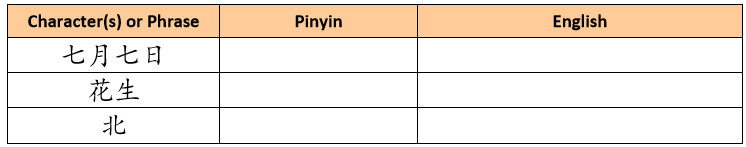 Character(s) or Phrase Pinyin English
七月七日
花生
北